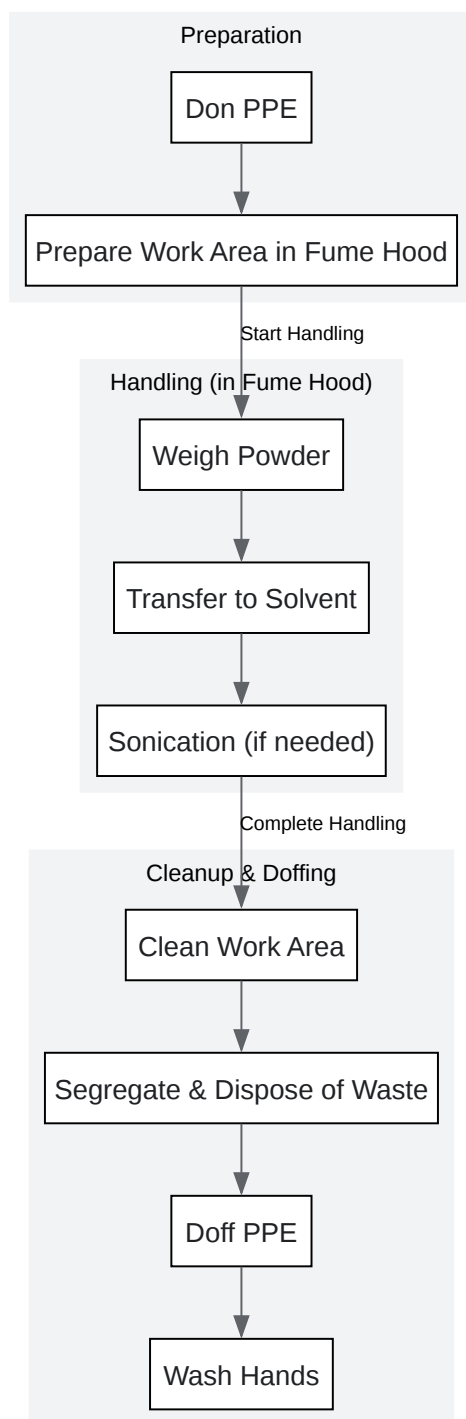 Preparation
Don PPE
Prepare Work Area in Fume Hood
Start Handling
Handling (in Fume Hood)
Weigh Powder
Transfer to Solvent
Sonication (if needed)
Complete Handling
Cleanup & Doffing
Clean Work Area
Segregate & Dispose of Waste
Doff PPE
Wash Hands